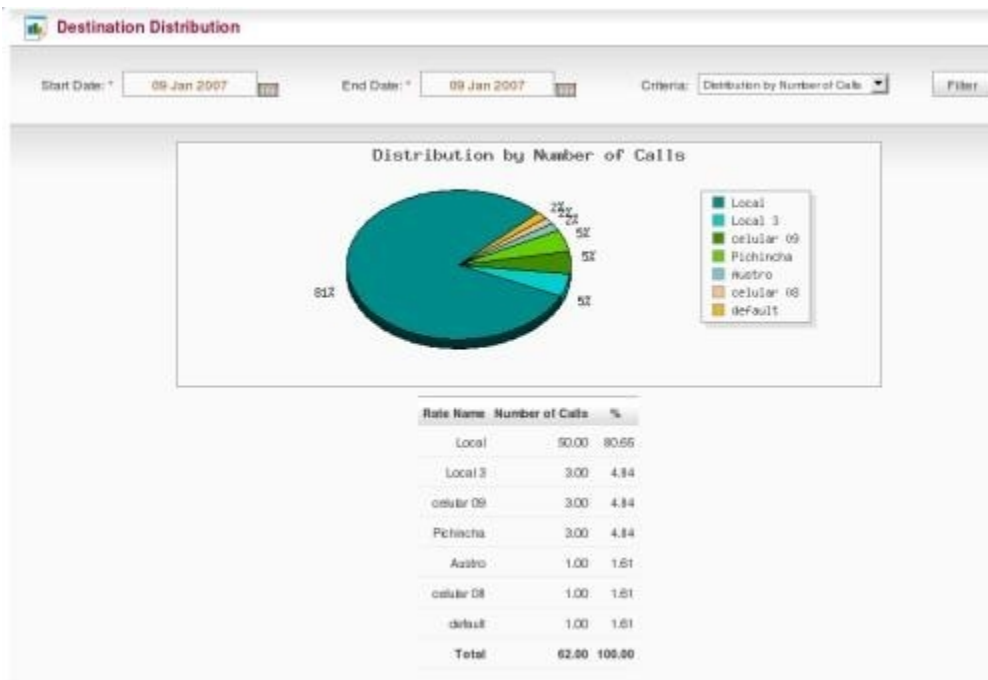 Destination Distribution
Start Date: * 09 Jan 2007 End Date: * 09 Jan 2007 Criteria: Distribution by Number of Calls Filter
Distribution by Number of Calls
2%
2%
2%
5%
5%
5%
81%
Local
Local 3
celular 09
Pichincha
Austro
celular 08
default
Rate Name Number of Calls %
Local 50.00 80.65
Local 3 3.00 4.84
celular 09 3.00 4.84
Pichincha 3.00 4.84
Austro 1.00 1.61
celular 08 1.00 1.61
default 1.00 1.61
Total 62.00 100.00